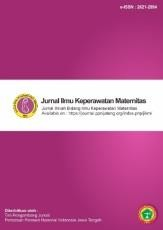 e-ISSN : 2621-2994
Jurnal Ilmu Keperawatan Maternitas
Jurnal Ilmiah Bidang Ilmu Keperawatan Maternitas
Available on : https://journal.ppnijateng.org/index.php/jikm/
Diterbitkan oleh :
Tim Pengembang Jurnal
Persatuan Perawat Nasional Indonesia Jawa Tengah